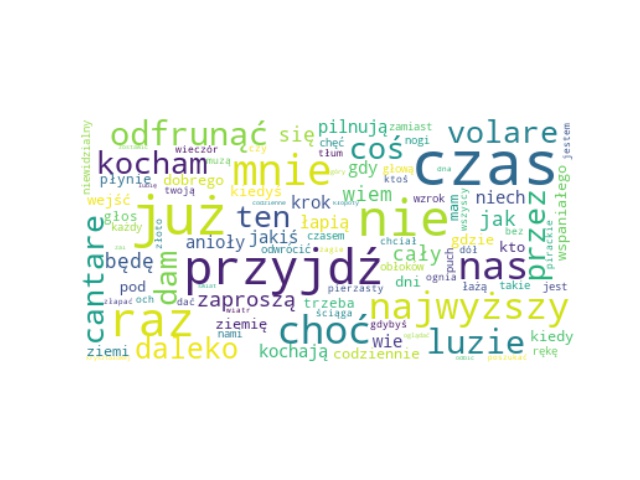 odfrunąć się pilnują zamiast volare
niewidzialny wieczór muzą czy chęć tłum nogi jestem
kocham mnie coś czas
płynie dobrego twoją kiedyś gdy głową ktoś
wejść krok wiem wzrok mam wszyscy niech przez wspaniałego
już ten łapią nie jak
głos każdy złoto anioły jakiś czasem chciał gdzie kto bez pirackie
cantare będę dam odwrócić cały puch dół
przyjdź obłoków nas
pod dni ognia łażą takie jest
och dać zaproszą trzeba pierzasty najwyższy
złapać raz wiatr ściąga
ziemię choć gdybyś
nami wie luzie kiedy
ziemi daleko kochają codziennie rękę